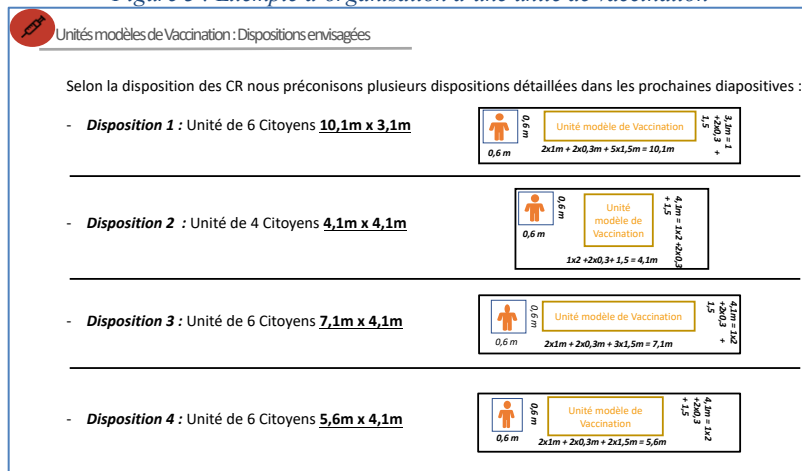 Unités modèles de Vaccination : Dispositions envisagées
Selon la disposition des CR nous préconisons plusieurs dispositions détaillées dans les prochaines diapositives :
- Disposition 1 : Unité de 6 Citoyens 10,1m x 3,1m
0,6 m
0,6 m
Unité modèle de Vaccination
2x1m + 2x0,3m + 5x1,5m = 10,1m
3,1m = 1
+2x0,3 +
1,5
- Disposition 2 : Unité de 4 Citoyens 4,1m x 4,1m
0,6 m
0,6 m
Unité
modèle de
Vaccination
1x2 +2x0,3+ 1,5 = 4,1m
4,1m = 1x2 +2x0,3
+ 1,5
- Disposition 3 : Unité de 6 Citoyens 7,1m x 4,1m
0,6 m
0,6 m
Unité modèle de Vaccination
2x1m + 2x0,3m + 3x1,5m = 7,1m
4,1m = 1x2
+2x0,3 +
1,5
- Disposition 4 : Unité de 6 Citoyens 5,6m x 4,1m
0,6 m
0,6 m
Unité modèle de
Vaccination
2x1m + 2x0,3m + 2x1,5m = 5,6m
4,1m = 1x2
+2x0,3
+ 1,5